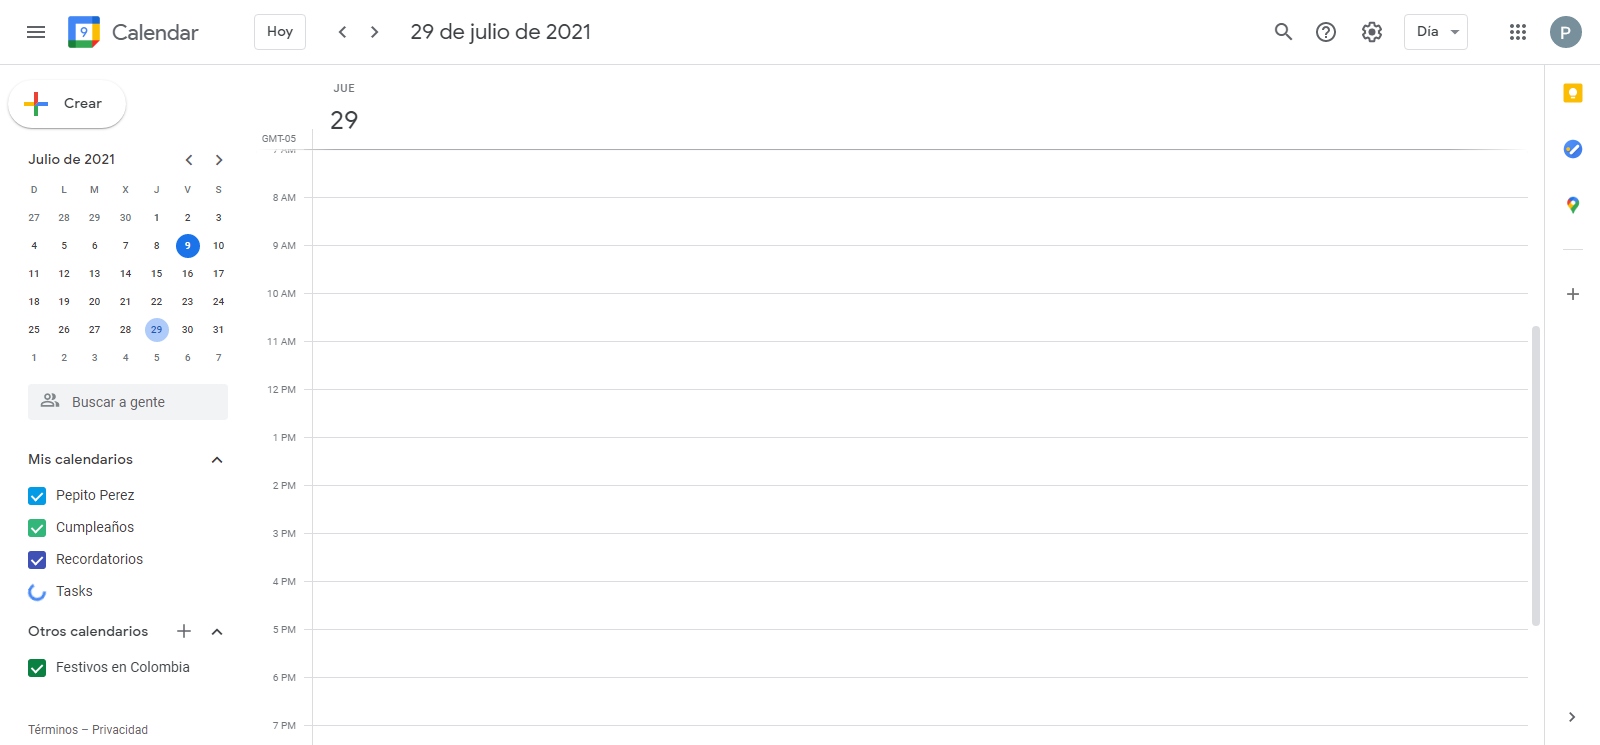 9 Calendar Hoy 29 de julio de 2021 Día P
Crear
JUE
29
GMT-05
Julio de 2021
D L M X J V S
27 28 29 30 1 2 3
4 5 6 7 8 9 10
11 12 13 14 15 16 17
18 19 20 21 22 23 24
25 26 27 28 29 30 31
1 2 3 4 5 6 7
Buscar a gente
Mis calendarios
Pepito Perez
Cumpleaños
Recordatorios
Tasks
Otros calendarios
Festivos en Colombia
Términos – Privacidad
7 AM
8 AM
9 AM
10 AM
11 AM
12 PM
1 PM
2 PM
3 PM
4 PM
5 PM
6 PM
7 PM